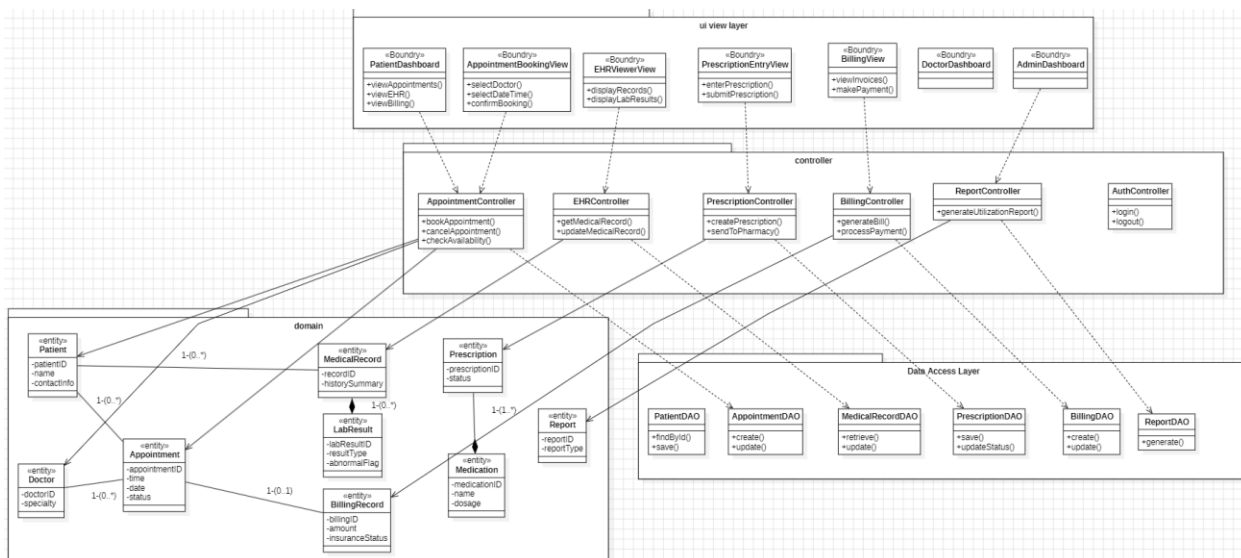 ui view layer
«Boundry»
PatientDashboard
+viewAppointments()
+viewEHR()
+viewBilling()
«Boundry»
AppointmentBookingView
+selectDoctor()
+selectDateTime()
+confirmBooking()
«Boundry»
EHRViewerView
+displayRecords()
+displayLabResults()
«Boundry»
PrescriptionEntryView
+enterPrescription()
+submitPrescription()
«Boundry»
BillingView
+viewInvoices()
+makePayment()
«Boundry»
DoctorDashboard
«Boundry»
AdminDashboard
controller
AppointmentController
+bookAppointment()
+cancelAppointment()
+checkAvailability()
EHRController
+getMedicalRecord()
+updateMedicalRecord()
PrescriptionController
+createPrescription()
+sendToPharmacy()
BillingController
+generateBill()
+processPayment()
ReportController
+generateUtilizationReport()
AuthController
+login()
+logout()
domain
«entity»
Patient
-patientID
-name
-contactInfo
1-(0..*)
«entity»
MedicalRecord
-recordID
-historySummary
«entity»
Prescription
-prescriptionID
-status
1-(0..*)
1-(0..*)
«entity»
LabResult
-labResultID
-resultType
-abnormalFlag
1-(1..*)
«entity»
Report
-reportID
-reportType
«entity»
Appointment
-appointmentID
-time
-date
-status
«entity»
Doctor
-doctorID
-specialty
1-(0..*)
1-(0..1)
«entity»
BillingRecord
-billingID
-amount
-insuranceStatus
«entity»
Medication
-medicationID
-name
-dosage
Data Access Layer
PatientDAO
+findById()
+save()
AppointmentDAO
+create()
+update()
MedicalRecordDAO
+retrieve()
+update()
PrescriptionDAO
+save()
+updateStatus()
BillingDAO
+create()
+update()
ReportDAO
+generate()